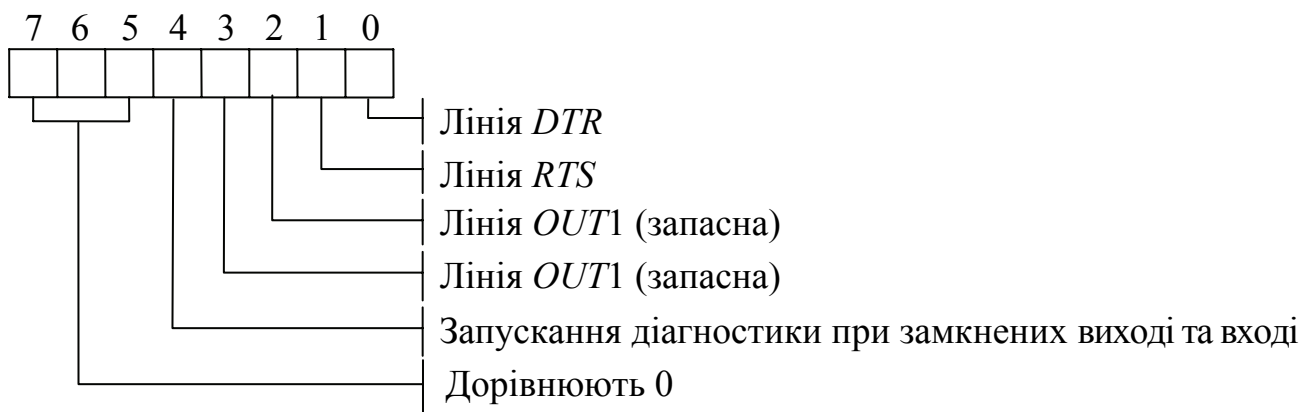 7 6 5 4 3 2 1 0
Лінія DTR
Лінія RTS
Лінія OUT1 (запасна)
Лінія OUT1 (запасна)
Запускання діагностики при замкнених виході та вході
Дорівнюють 0